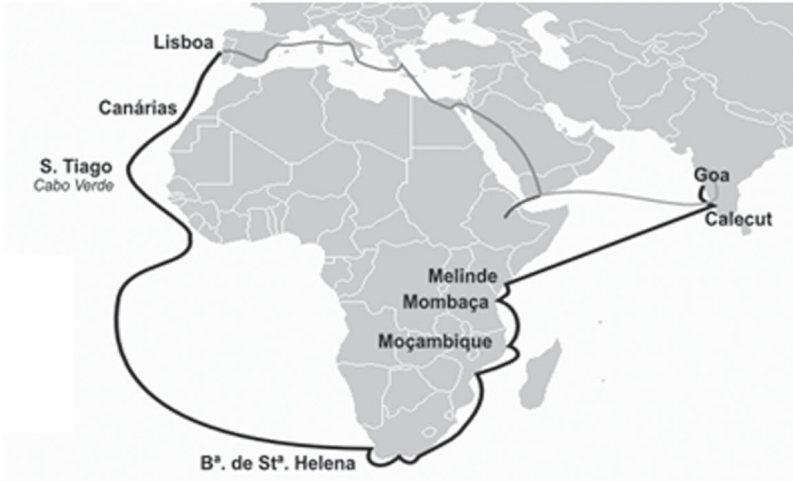 Lisboa
Canárias
S. Tiago
Cabo Verde
Goa
Calecut
Melinde
Mombaça
Moçambique
Bª. de Stª. Helena